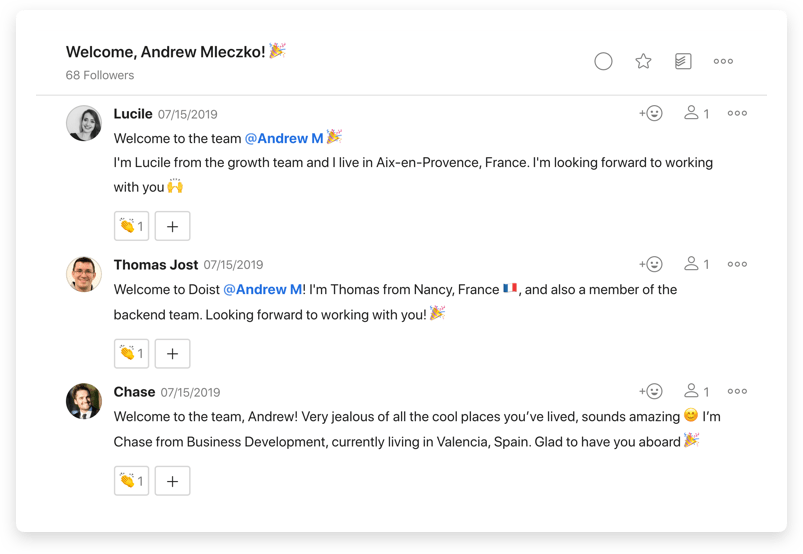 Welcome, Andrew Mleczko! 🎉
68 Followers
Lucile 07/15/2019
1
Welcome to the team @Andrew M 🎉
I'm Lucile from the growth team and I live in Aix-en-Provence, France. I'm looking forward to working
with you 🙌
👏 1
Thomas Jost 07/15/2019
1
Welcome to Doist @Andrew M! I'm Thomas from Nancy, France 🇫🇷, and also a member of the
backend team. Looking forward to working with you! 🎉
👏 1
Chase 07/15/2019
1
Welcome to the team, Andrew! Very jealous of all the cool places you’ve lived, sounds amazing 😊 I’m
Chase from Business Development, currently living in Valencia, Spain. Glad to have you aboard 🎉
👏 1